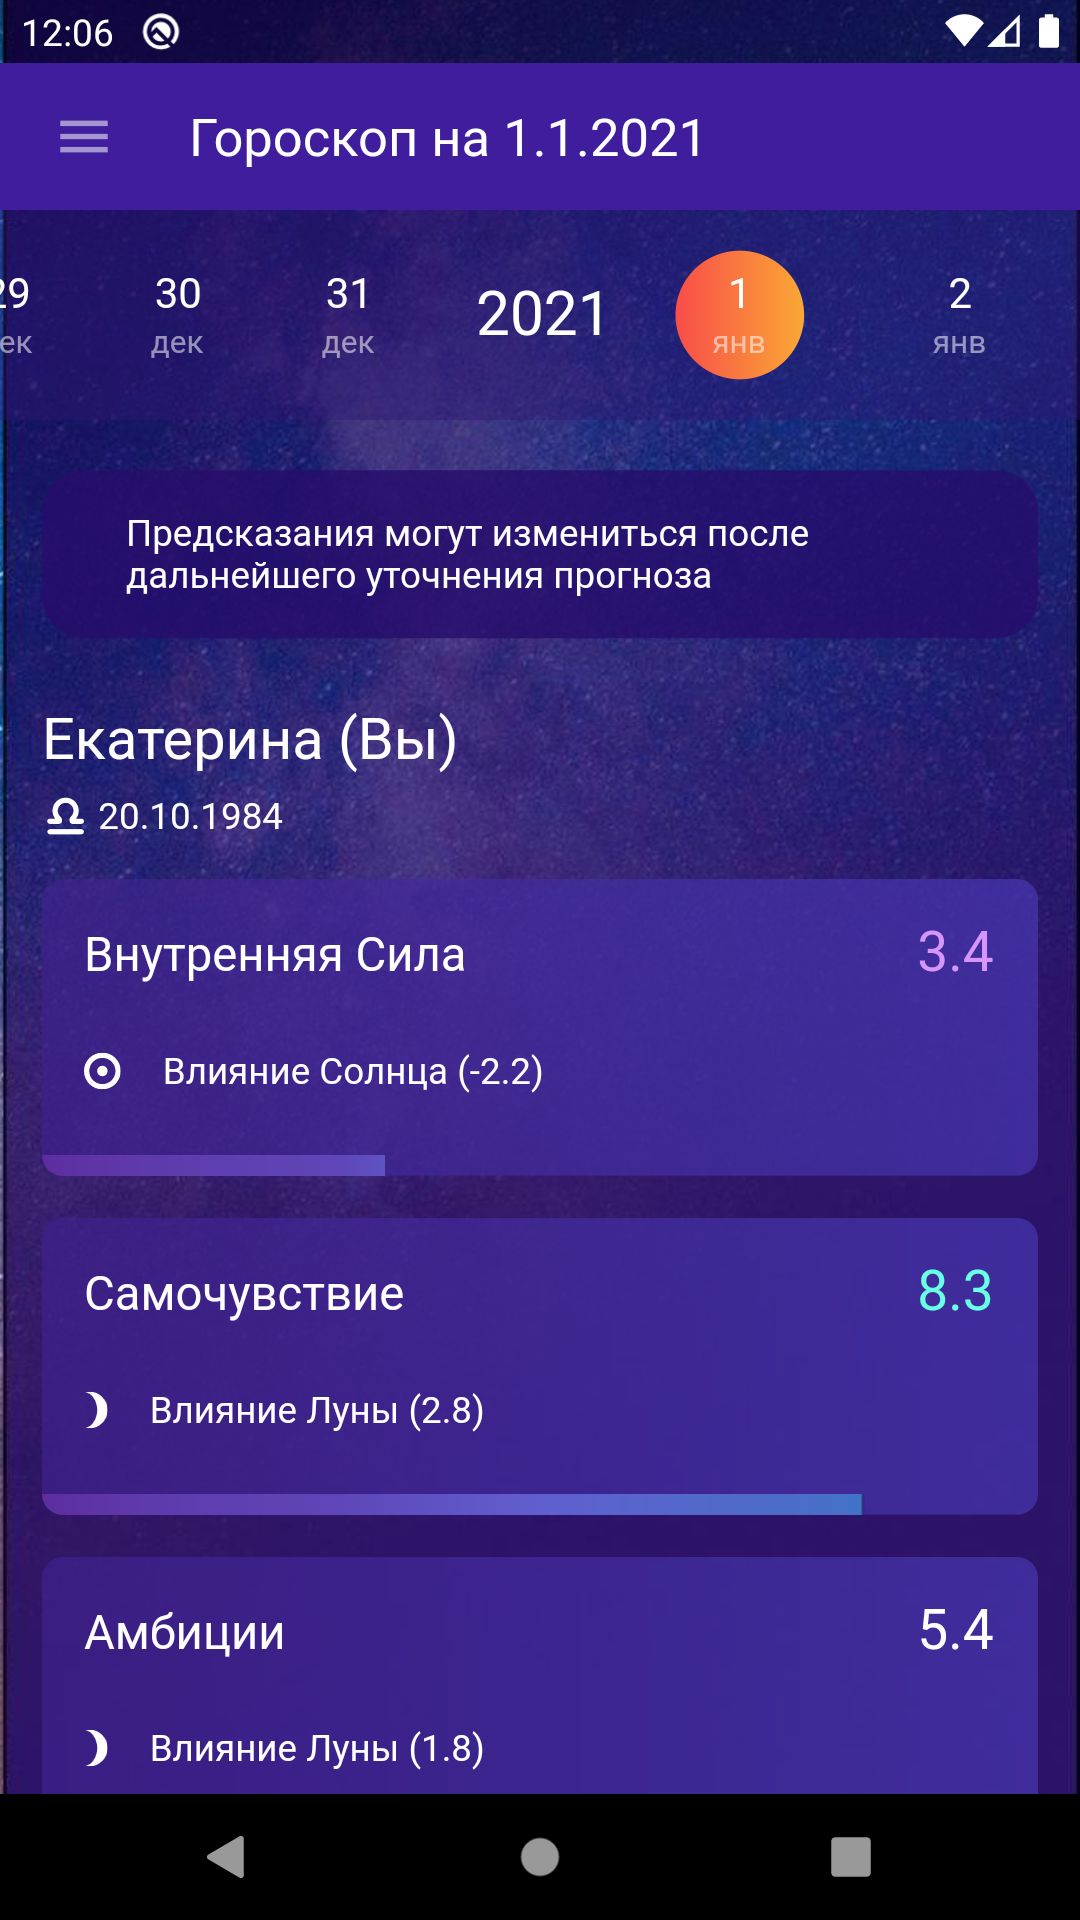 12:06
Гороскоп на 1.1.2021
29 30 31 2021 1 2
дек дек дек янв янв
Предсказания могут измениться после
дальнейшего уточнения прогноза
Екатерина (Вы)
20.10.1984
Внутренняя Сила 3.4
Влияние Солнца (-2.2)
Самочувствие 8.3
Влияние Луны (2.8)
Амбиции 5.4
Влияние Луны (1.8)